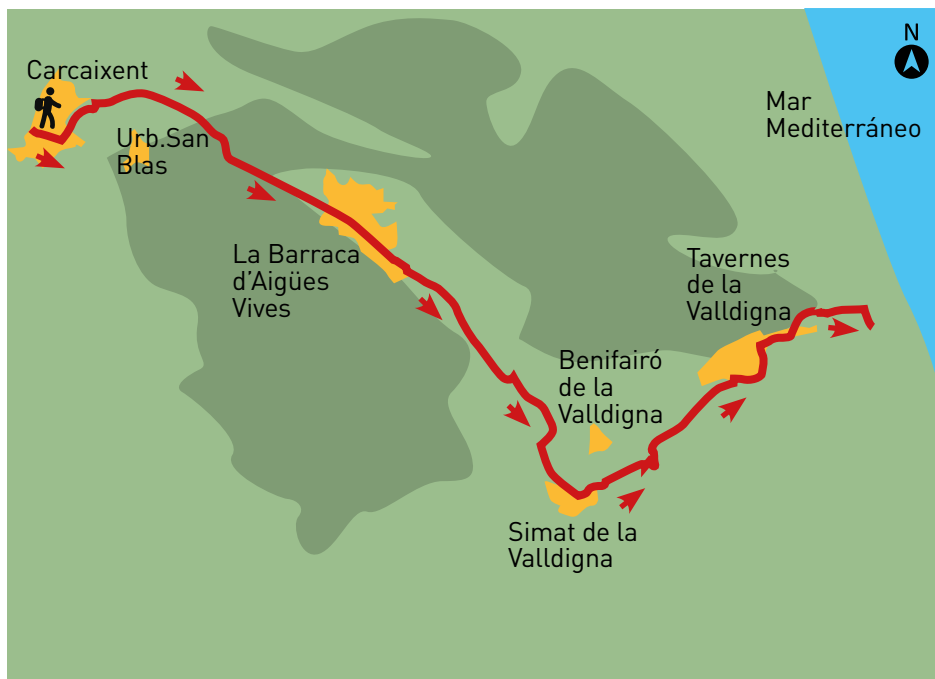 N
Carcaixent
Mar
Mediterráneo
Urb.San
Blas
La Barraca
d'Aigües
Vives
Tavernes
de la
Valldigna
Benifairó
de la
Valldigna
Simat de la
Valldigna